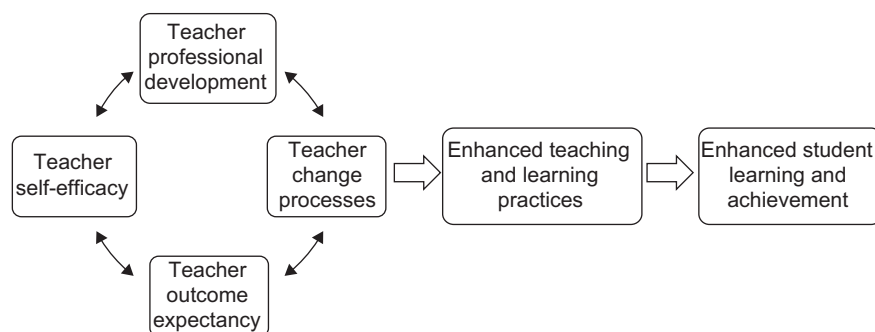 Teacher
professional
development
Teacher
self-efficacy
Teacher
change
processes
Enhanced teaching
and learning
practices
Enhanced student
learning and
achievement
Teacher
outcome
expectancy